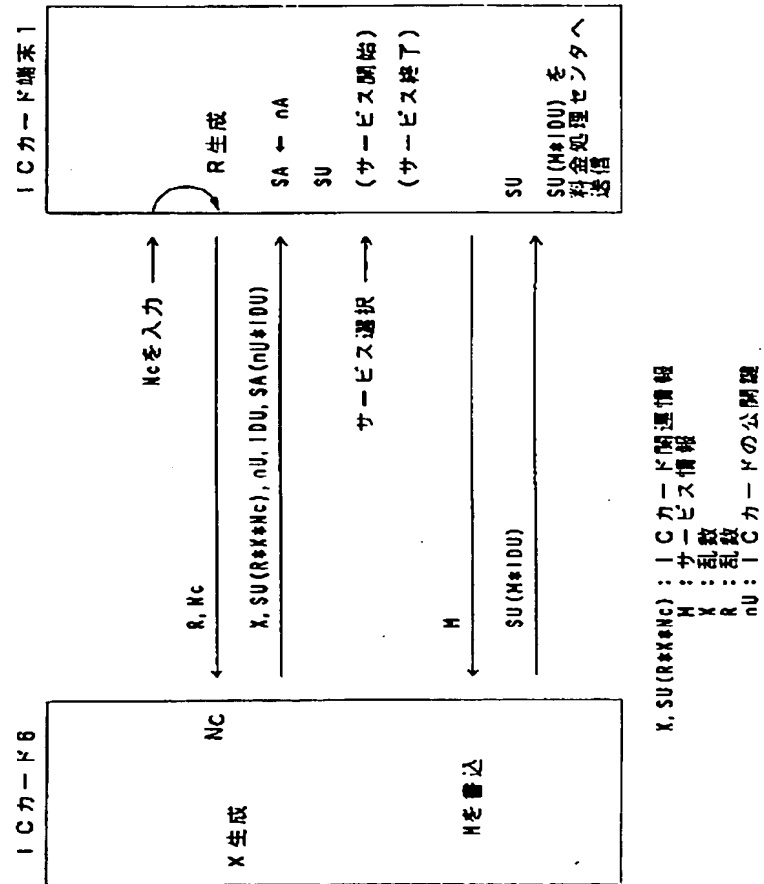 ICカード6
ICカード端末1
Ncを入力
R生成
R,Nc
NC
X生成
X,SU(R*X*Nc),nU,IDU,SA(nU*IDU)
SA ← nA
SU
サービス選択
(サービス開始)
(サービス終了)
M
Mを書込
SU
SU(M*IDU)
SU(M*IDU) を
料金処理センタへ
送信
X,SU(R*X*Nc) : ICカード関連情報
M : サービス情報
X : 乱数
R : 乱数
nU : ICカードの公開鍵